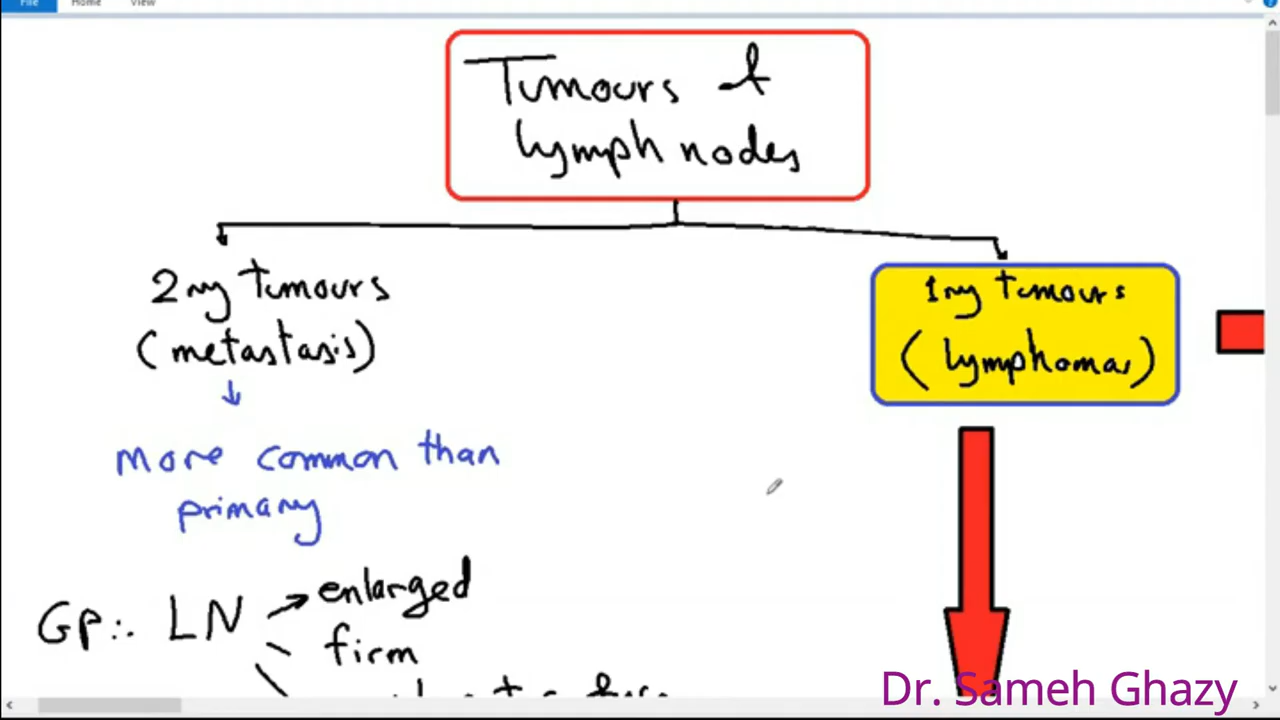 File Home View
Tumours of
lymph nodes
2ry tumours
(metastasis)
1ry tumours
(lymphomas)
More common than
primary
Gp:. LN
enlarged
firm
Dr. Sameh Ghazy